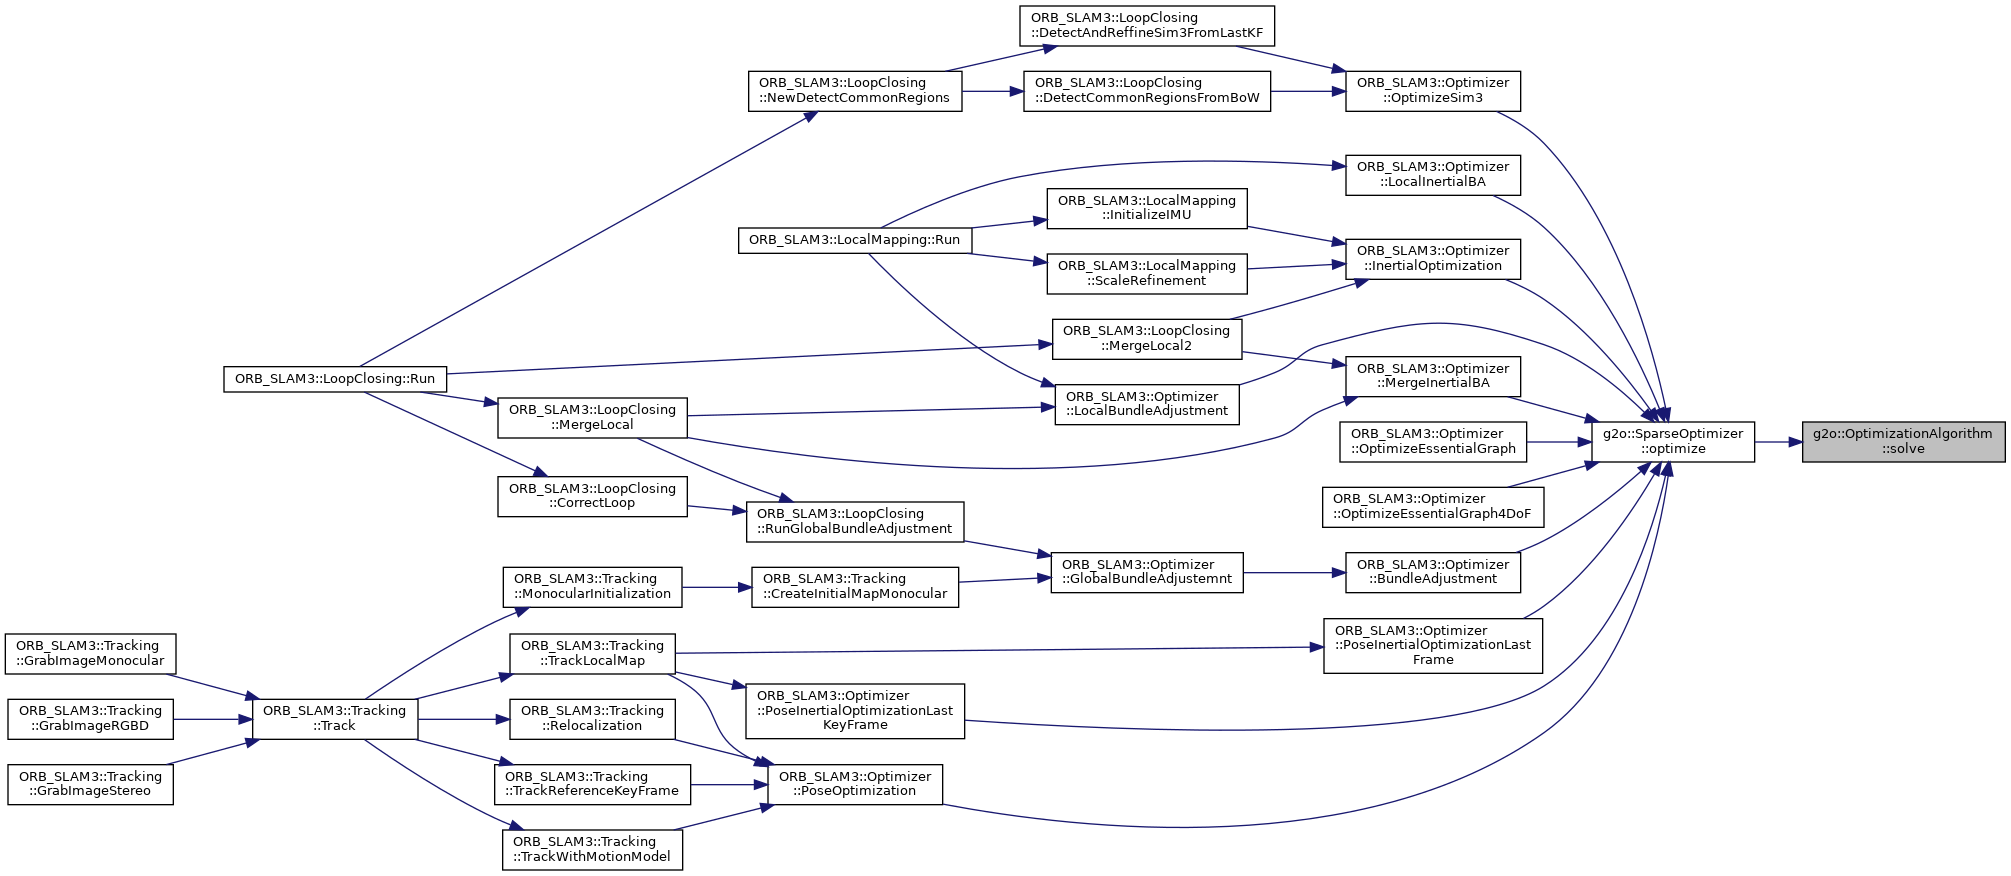 ORB_SLAM3::LoopClosing
::DetectAndReffineSim3FromLastKF
ORB_SLAM3::LoopClosing
::NewDetectCommonRegions
ORB_SLAM3::LoopClosing
::DetectCommonRegionsFromBoW
ORB_SLAM3::Optimizer
::OptimizeSim3
ORB_SLAM3::Optimizer
::LocalInertialBA
ORB_SLAM3::LocalMapping
::InitializeIMU
ORB_SLAM3::LocalMapping::Run
ORB_SLAM3::Optimizer
::InertialOptimization
ORB_SLAM3::LocalMapping
::ScaleRefinement
ORB_SLAM3::LoopClosing
::MergeLocal2
ORB_SLAM3::LoopClosing::Run
ORB_SLAM3::Optimizer
::MergeInertialBA
ORB_SLAM3::Optimizer
::LocalBundleAdjustment
ORB_SLAM3::LoopClosing
::MergeLocal
ORB_SLAM3::Optimizer
::OptimizeEssentialGraph
g2o::SparseOptimizer
::optimize
g2o::OptimizationAlgorithm
::solve
ORB_SLAM3::LoopClosing
::CorrectLoop
ORB_SLAM3::Optimizer
::OptimizeEssentialGraph4DoF
ORB_SLAM3::LoopClosing
::RunGlobalBundleAdjustment
ORB_SLAM3::Optimizer
::GlobalBundleAdjustemnt
ORB_SLAM3::Optimizer
::BundleAdjustment
ORB_SLAM3::Tracking
::MonocularInitialization
ORB_SLAM3::Tracking
::CreateInitialMapMonocular
ORB_SLAM3::Optimizer
::PoseInertialOptimizationLast
Frame
ORB_SLAM3::Tracking
::GrabImageMonocular
ORB_SLAM3::Tracking
::TrackLocalMap
ORB_SLAM3::Optimizer
::PoseInertialOptimizationLast
KeyFrame
ORB_SLAM3::Tracking
::GrabImageRGBD
ORB_SLAM3::Tracking
::Track
ORB_SLAM3::Tracking
::Relocalization
ORB_SLAM3::Tracking
::GrabImageStereo
ORB_SLAM3::Tracking
::TrackReferenceKeyFrame
ORB_SLAM3::Optimizer
::PoseOptimization
ORB_SLAM3::Tracking
::TrackWithMotionModel